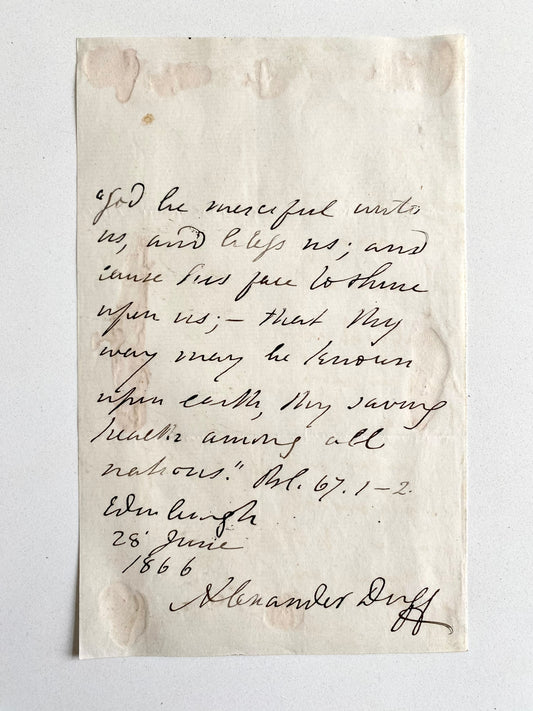 "God be merciful unto
us, and bless us; and
cause his face to shine
upon us; – that thy
way may be known
upon earth, thy saving
health among all
nations." Psl. 67. 1–2.
Edinburgh
28 June
1866
Alexander Duff